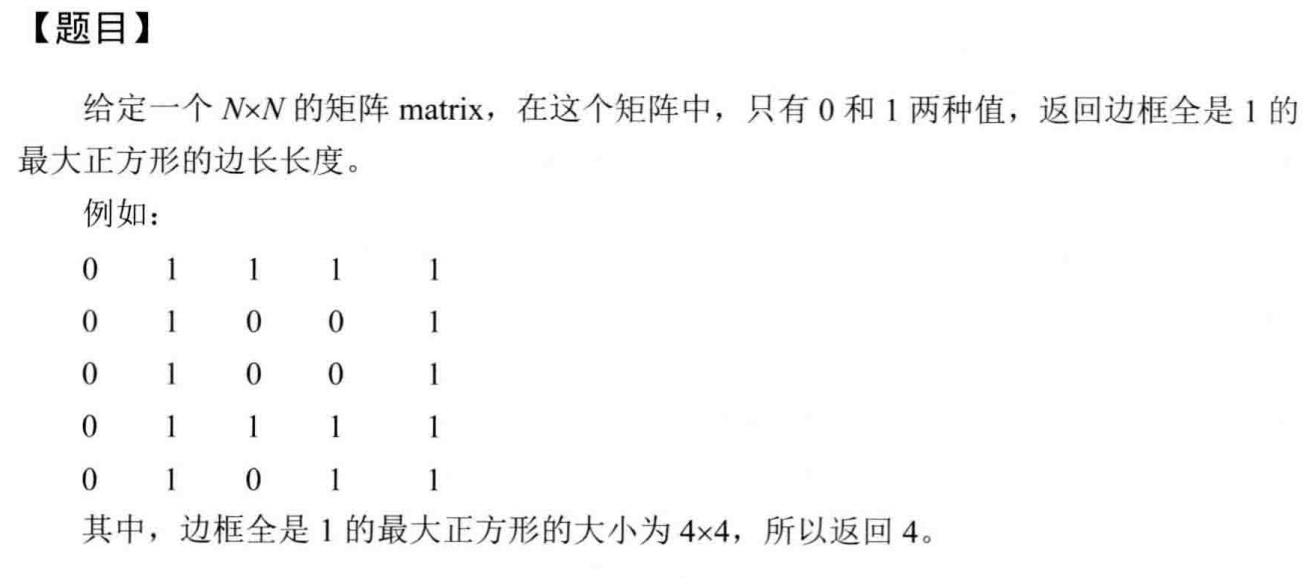 【题目】
给定一个 N×N 的矩阵 matrix，在这个矩阵中，只有 0 和 1 两种值，返回边框全是 1 的
最大正方形的边长长度。
例如：
0 1 1 1 1
0 1 0 0 1
0 1 0 0 1
0 1 1 1 1
0 1 0 1 1
其中，边框全是 1 的最大正方形的大小为 4×4，所以返回 4。